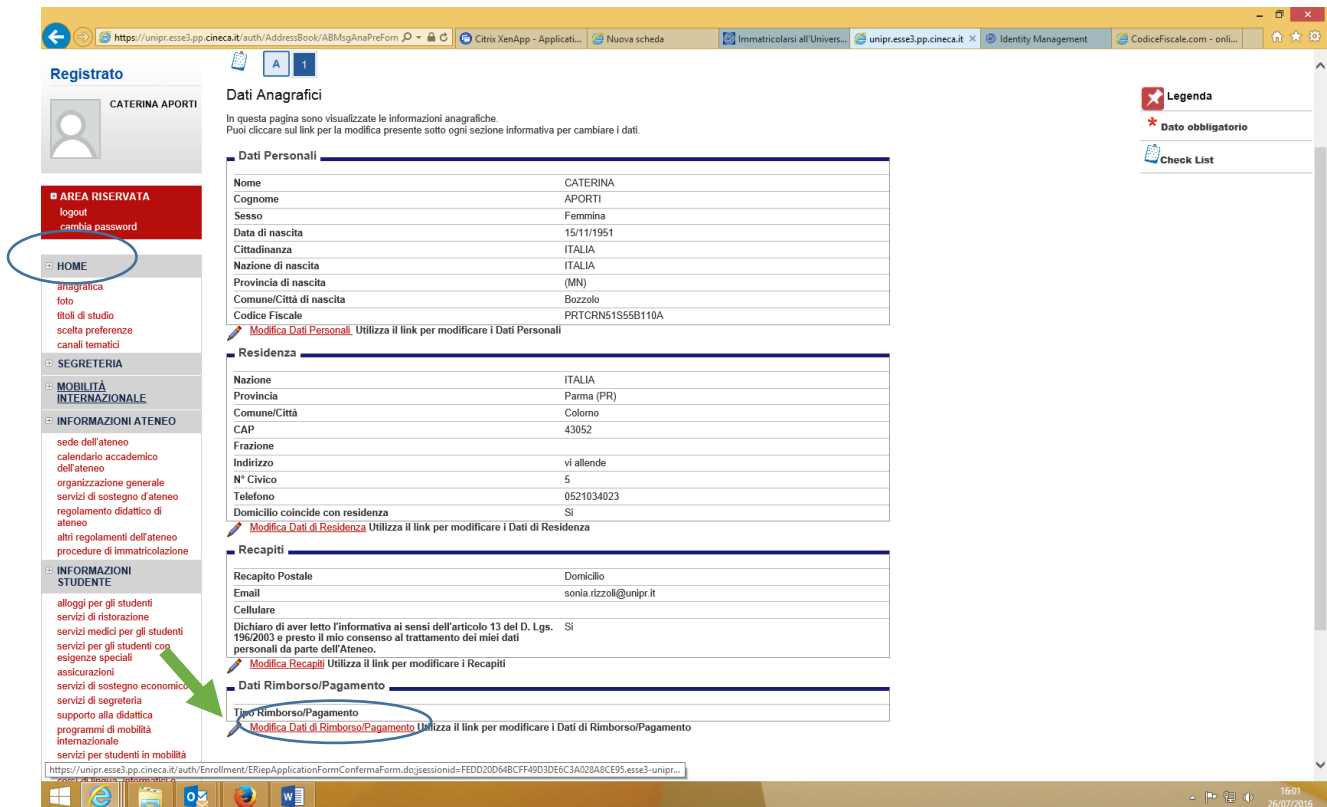 https://unipr.esse3.pp.cineca.it/auth/AddressBook/ABMsgAnaPreForn
Citrix XenApp - Applicati...
Nuova scheda
Immatricolarsi all'Univers...
unipr.esse3.pp.cineca.it
Identity Management
CodiceFiscale.com - onli...
Registrato
CATERINA APORTI
AREA RISERVATA
logout
cambia password
HOME
anagrafica
foto
titoli di studio
scelta preferenze
canali tematici
SEGRETERIA
MOBILITÀ
INTERNAZIONALE
INFORMAZIONI ATENEO
sede dell'ateneo
calendario accademico
dell'ateneo
organizzazione generale
servizi di sostegno d'ateneo
regolamento didattico di
ateneo
altri regolamenti dell'ateneo
procedure di immatricolazione
INFORMAZIONI
STUDENTE
alloggi per gli studenti
servizi di ristorazione
servizi medici per gli studenti
servizi per gli studenti con
esigenze speciali
assicurazioni
servizi di sostegno economico
servizi di segreteria
supporto alla didattica
programmi di mobilità
internazionale
servizi per studenti in mobilità
A 1
Dati Anagrafici
In questa pagina sono visualizzate le informazioni anagrafiche.
Puoi cliccare sul link per la modifica presente sotto ogni sezione informativa per cambiare i dati.
Dati Personali
Nome CATERINA
Cognome APORTI
Sesso Femmina
Data di nascita 15/11/1951
Cittadinanza ITALIA
Nazione di nascita ITALIA
Provincia di nascita (MN)
Comune/Città di nascita Bozzolo
Codice Fiscale PRTCRN51S55B110A
Modifica Dati Personali Utilizza il link per modificare i Dati Personali
Residenza
Nazione ITALIA
Provincia Parma (PR)
Comune/Città Colorno
CAP 43052
Frazione
Indirizzo vi allende
N° Civico 5
Telefono 0521034023
Domicilio coincide con residenza Si
Modifica Dati di Residenza Utilizza il link per modificare i Dati di Residenza
Recapiti
Recapito Postale Domicilio
Email sonia.rizzoli@unipr.it
Cellulare
Dichiaro di aver letto l'informativa ai sensi dell'articolo 13 del D. Lgs. Si
196/2003 e presto il mio consenso al trattamento dei miei dati
personali da parte dell'Ateneo.
Modifica Recapiti Utilizza il link per modificare i Recapiti
Dati Rimborso/Pagamento
Tipo Rimborso/Pagamento
Modifica Dati di Rimborso/Pagamento Utilizza il link per modificare i Dati di Rimborso/Pagamento
Legenda
* Dato obbligatorio
Check List
https://unipr.esse3.pp.cineca.it/auth/Enrollment/ERiepApplicationFormConfermaForm.do;jsessionid=FEDD20D64BCFF49D3DE6C3A028A8CE95.esse3-unipr...
16:01
26/07/2016